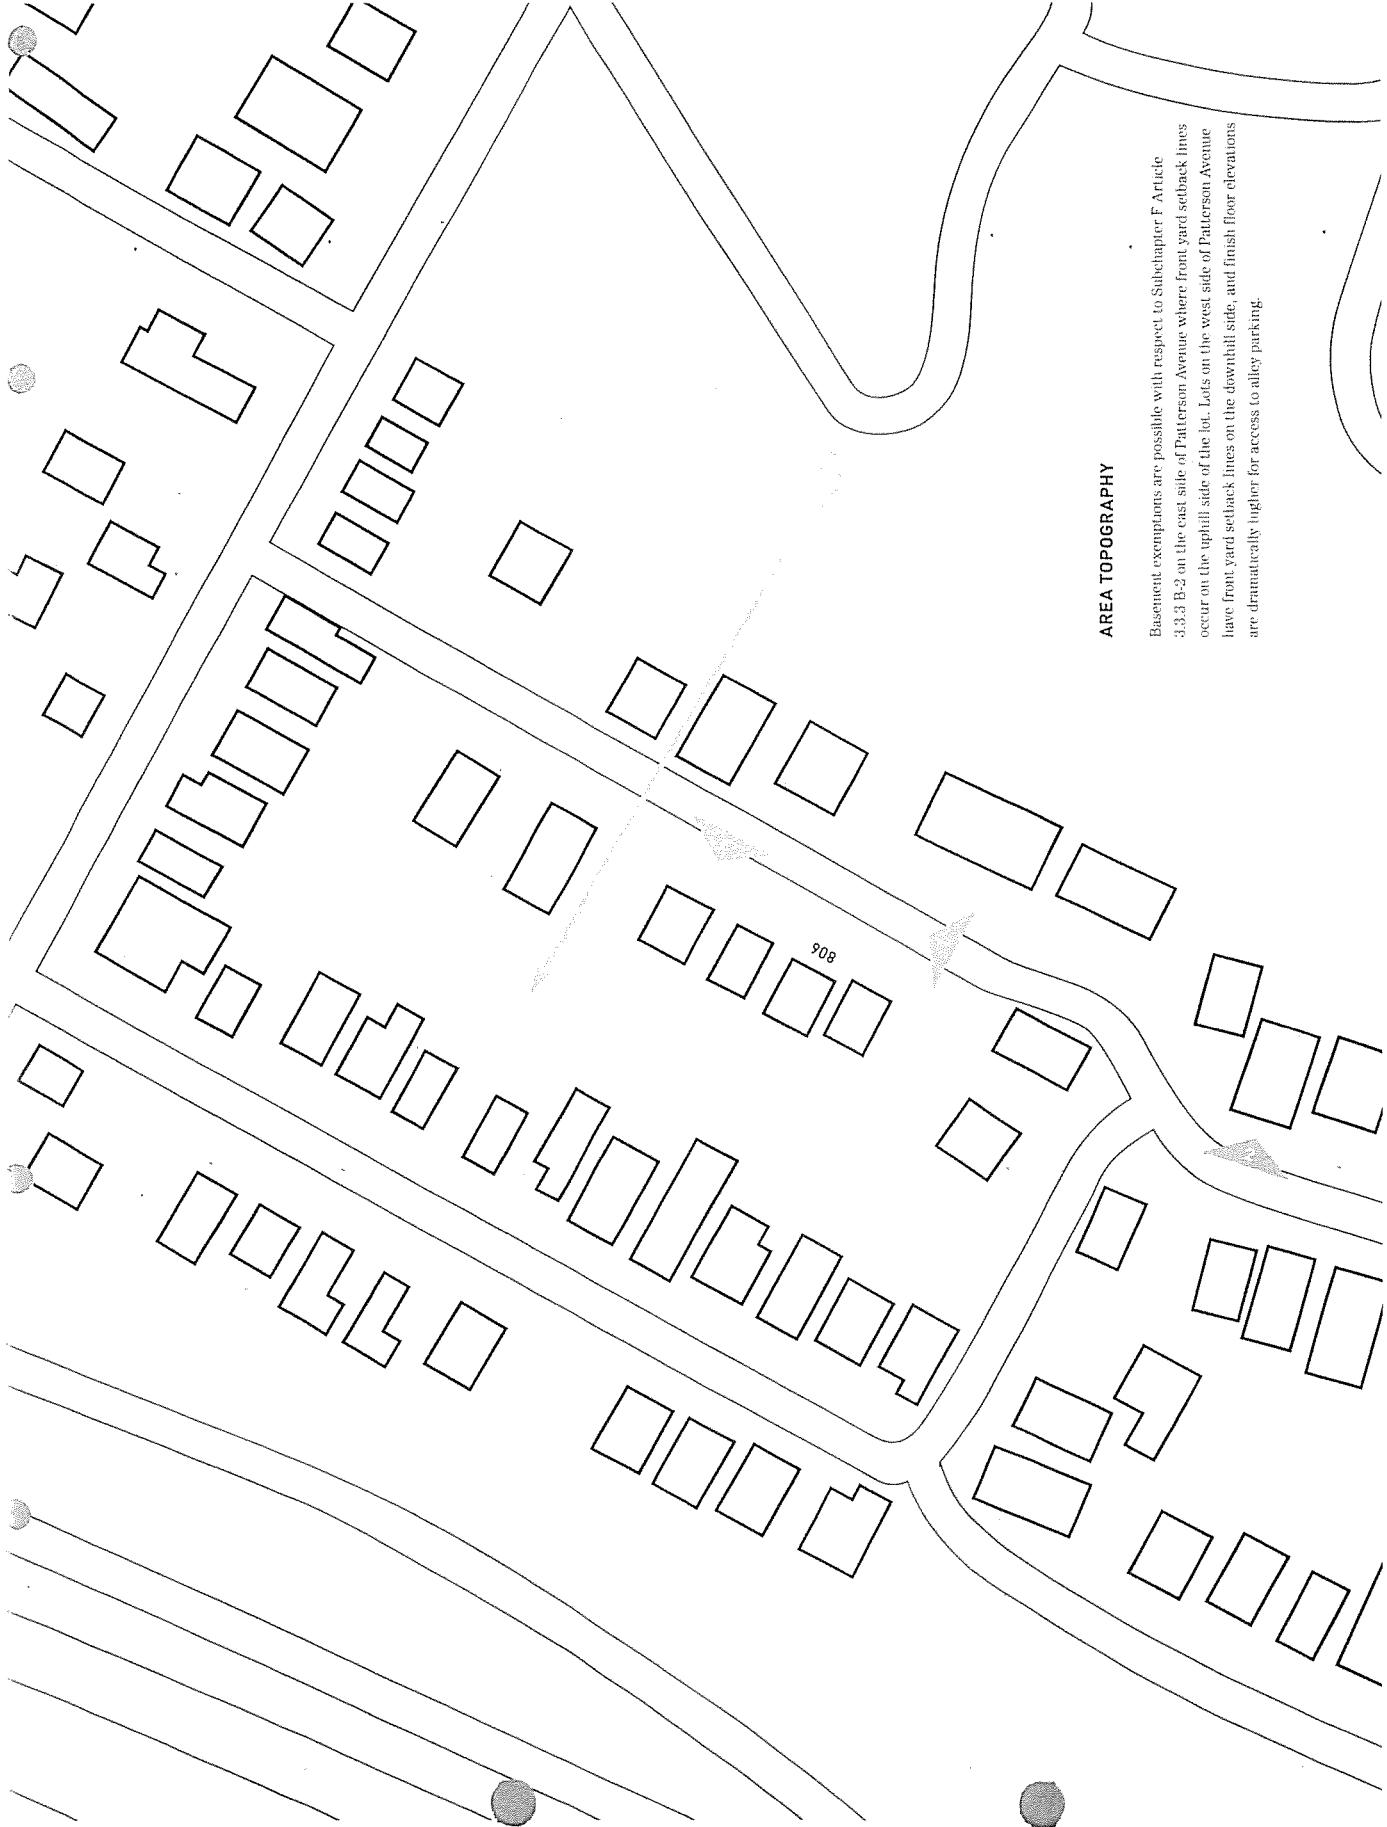 AREA TOPOGRAPHY
Basement exemptions are possible with respect to Subchapter F Article
3.3.3 B-2 on the east side of Patterson Avenue where front yard setback lines
occur on the uphill side of the lot. Lots on the west side of Patterson Avenue
have front yard setback lines on the downhill side, and finish floor elevations
are dramatically higher for access to alley parking.
908